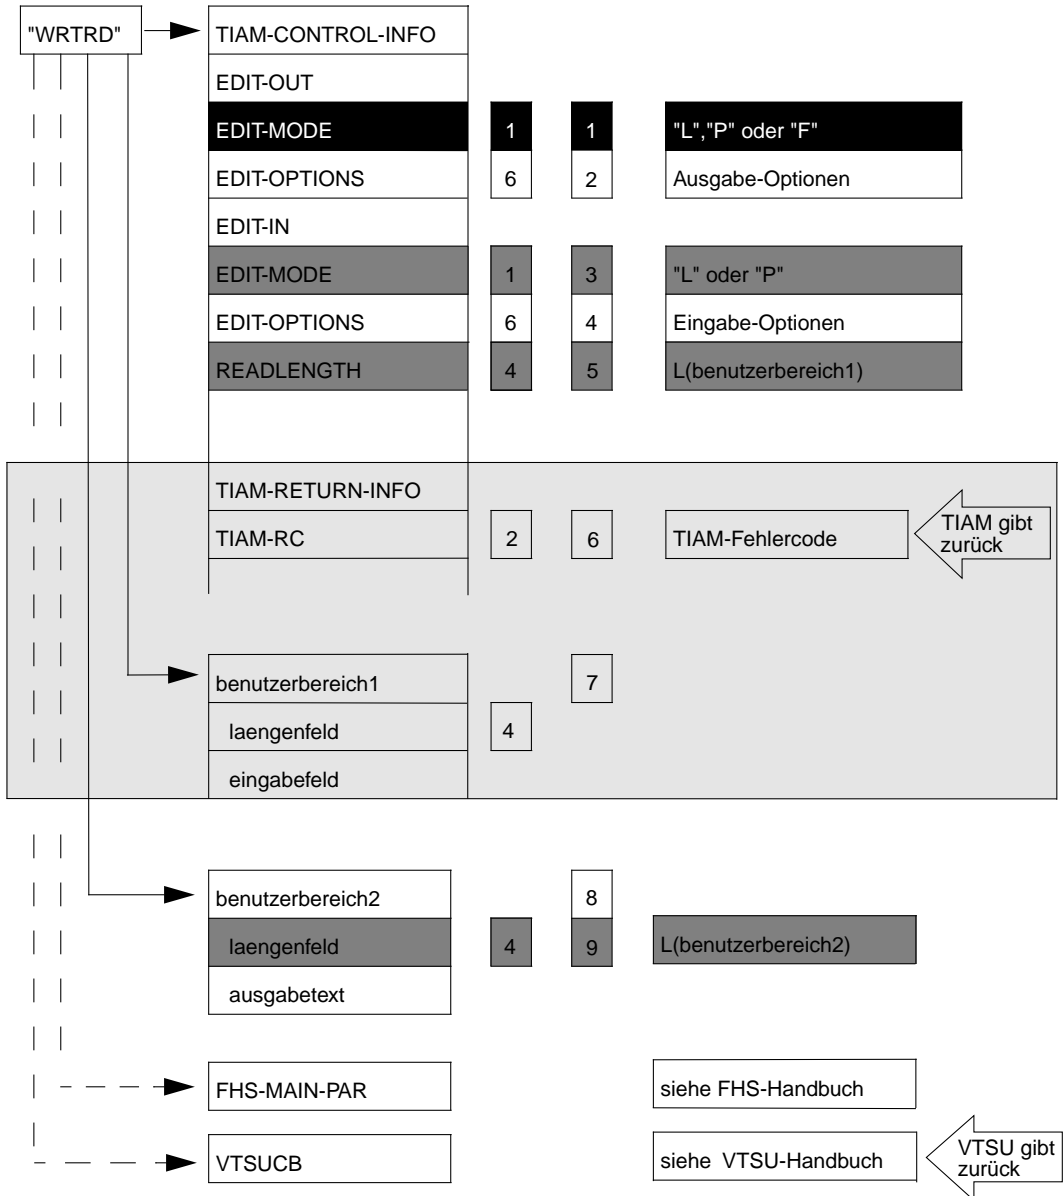 "WRTRD" TIAM-CONTROL-INFO
EDIT-OUT
EDIT-MODE 1 1 "L","P" oder "F"
EDIT-OPTIONS 6 2 Ausgabe-Optionen
EDIT-IN
EDIT-MODE 1 3 "L" oder "P"
EDIT-OPTIONS 6 4 Eingabe-Optionen
READLENGTH 4 5 L(benutzerbereich1)
TIAM-RETURN-INFO
TIAM-RC 2 6 TIAM-Fehlercode
TIAM gibt
zurück
benutzerbereich1 7
laengenfeld 4
eingabefeld
benutzerbereich2 8
laengenfeld 4 9 L(benutzerbereich2)
ausgabetext
FHS-MAIN-PAR siehe FHS-Handbuch
VTSUCB siehe VTSU-Handbuch
VTSU gibt
zurück